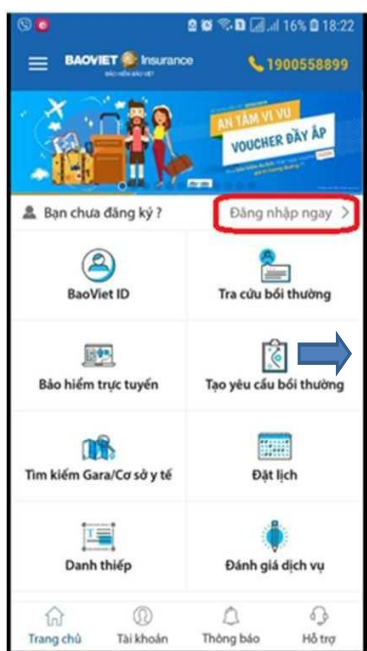 16% 18:22
BAOVIET Insurance
BẢO HIỂM BẢO VIỆT
1900558899
AN TÂM VI VU
VOUCHER ĐẦY ẮP
Bạn chưa đăng ký ?
Đăng nhập ngay
BaoViet ID
Tra cứu bồi thường
Bảo hiểm trực tuyến
Tạo yêu cầu bồi thường
Tìm kiếm Gara/Cơ sở y tế
Đặt lịch
Danh thiếp
Đánh giá dịch vụ
Trang chủ
Tài khoản
Thông báo
Hỗ trợ